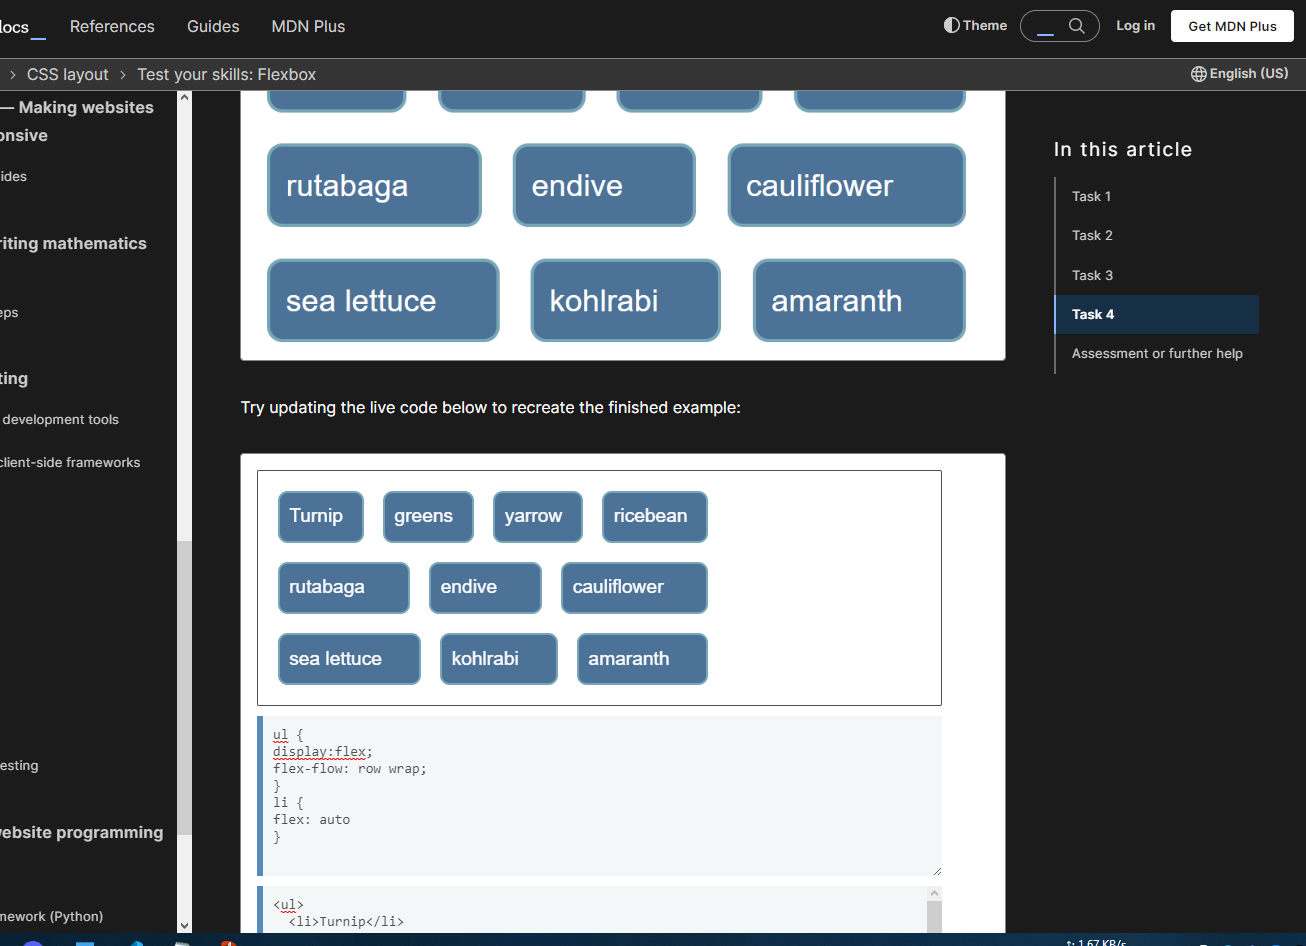 docs_
References
Guides
MDN Plus
Theme
Log in
Get MDN Plus
> CSS layout > Test your skills: Flexbox
English (US)
— Making websites
onsive
ides
riting mathematics
eps
ting
development tools
client-side frameworks
esting
website programming
mework (Python)
rutabaga
endive
cauliflower
sea lettuce
kohlrabi
amaranth
Try updating the live code below to recreate the finished example:
Turnip
greens
yarrow
ricebean
rutabaga
endive
cauliflower
sea lettuce
kohlrabi
amaranth
ul {
display:flex;
flex-flow: row wrap;
}
li {
flex: auto
}
<ul>
<li>Turnip</li>
In this article
Task 1
Task 2
Task 3
Task 4
Assessment or further help
1.67 KB/s